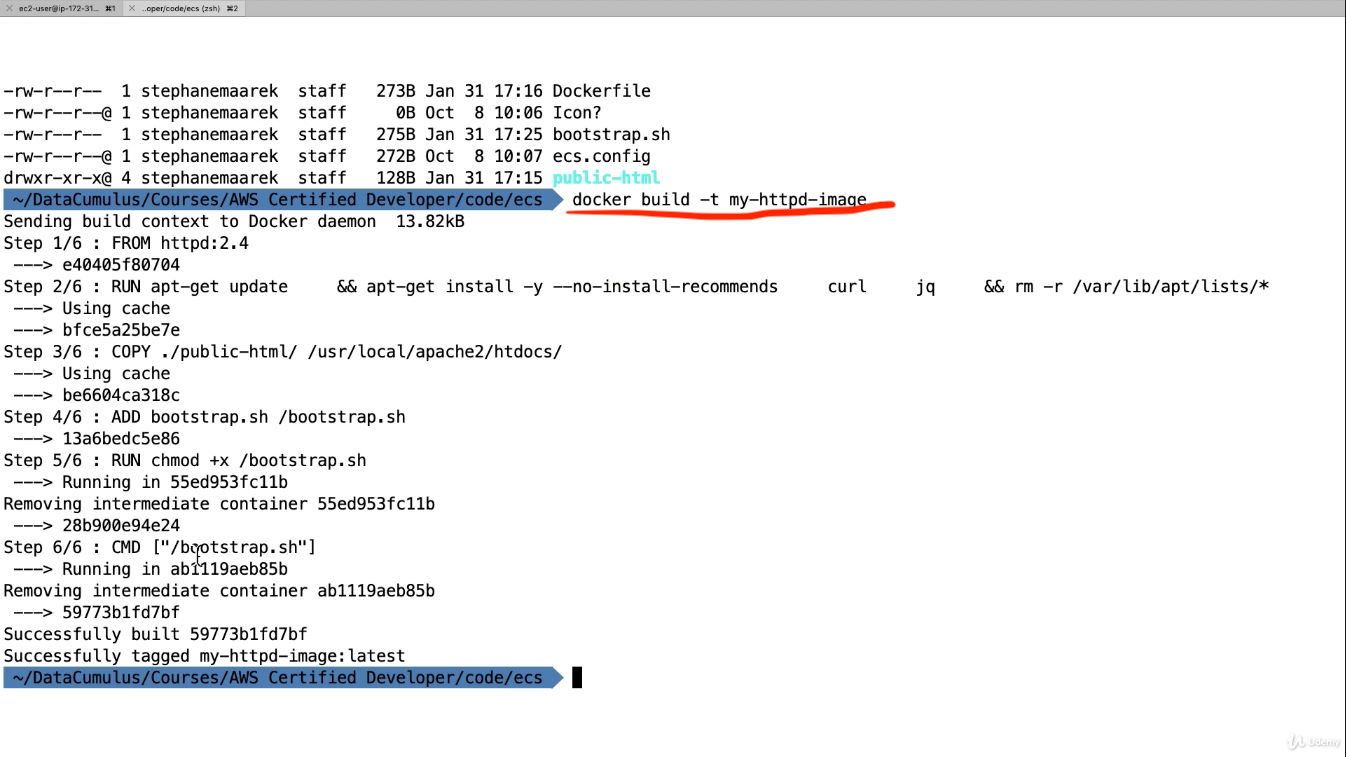 ec2-user@ip-172-31... ⌘1 ..oper/code/ecs (zsh) ⌘2
-rw-r--r-- 1 stephanemaarek staff 273B Jan 31 17:16 Dockerfile
-rw-r--r--@ 1 stephanemaarek staff 0B Oct 8 10:06 Icon?
-rw-r--r-- 1 stephanemaarek staff 275B Jan 31 17:25 bootstrap.sh
-rw-r--r--@ 1 stephanemaarek staff 272B Oct 8 10:07 ecs.config
drwxr-xr-x@ 4 stephanemaarek staff 128B Jan 31 17:15 public-html
~/DataCumulus/Courses/AWS Certified Developer/code/ecs docker build -t my-httpd-image
Sending build context to Docker daemon 13.82kB
Step 1/6 : FROM httpd:2.4
---> e40405f80704
Step 2/6 : RUN apt-get update && apt-get install -y --no-install-recommends curl jq && rm -r /var/lib/apt/lists/*
---> Using cache
---> bfce5a25be7e
Step 3/6 : COPY ./public-html/ /usr/local/apache2/htdocs/
---> Using cache
---> be6604ca318c
Step 4/6 : ADD bootstrap.sh /bootstrap.sh
---> 13a6bedc5e86
Step 5/6 : RUN chmod +x /bootstrap.sh
---> Running in 55ed953fc11b
Removing intermediate container 55ed953fc11b
---> 28b900e94e24
Step 6/6 : CMD ["/bootstrap.sh"]
---> Running in ab1119aeb85b
Removing intermediate container ab1119aeb85b
---> 59773b1fd7bf
Successfully built 59773b1fd7bf
Successfully tagged my-httpd-image:latest
~/DataCumulus/Courses/AWS Certified Developer/code/ecs
Udemy